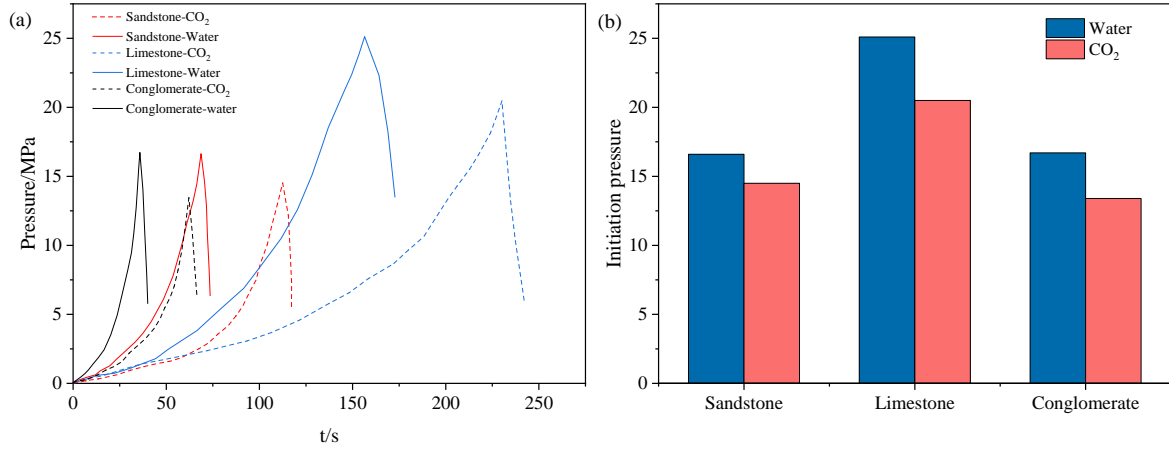 (a)
Sandstone-CO₂
Sandstone-Water
Limestone-CO₂
Limestone-Water
Conglomerate-CO₂
Conglomerate-water
Pressure/MPa
25
20
15
10
5
0
0 50 100 150 200 250
t/s
(b)
Water
CO₂
Initiation pressure
25
20
15
10
5
0
Sandstone Limestone Conglomerate